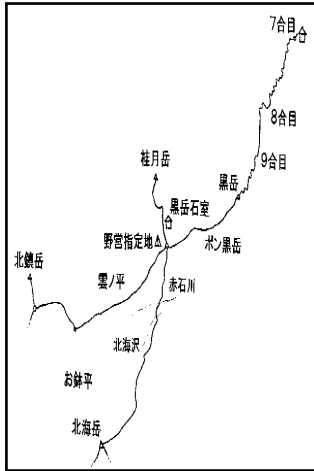 7合目
8合目
9合目
桂月岳
黒岳
黒岳石室
野営指定地
ポン黒岳
北鎮岳
雲ノ平
赤石川
北海沢
お鉢平
北海岳